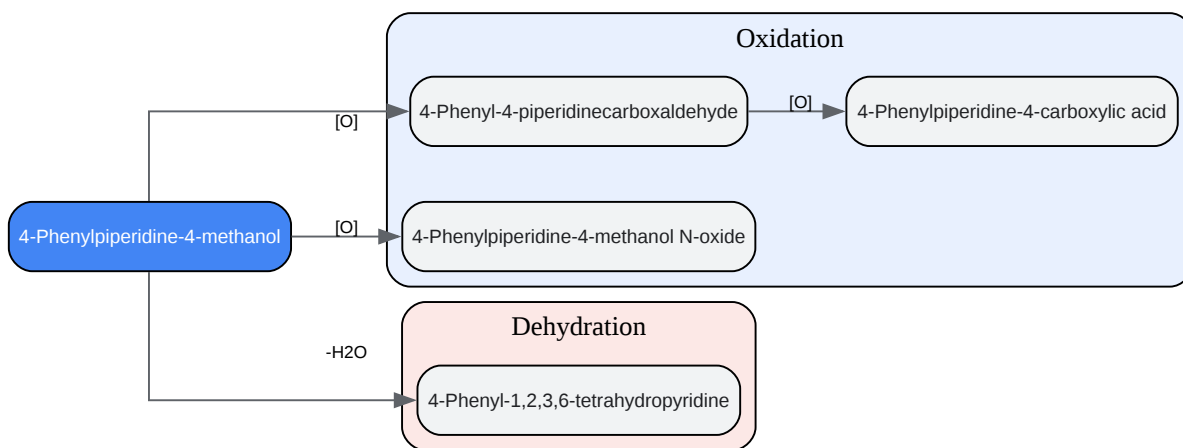 Oxidation
[O]
4-Phenyl-4-piperidinecarboxaldehyde
[O]
4-Phenylpiperidine-4-carboxylic acid
4-Phenylpiperidine-4-methanol
[O]
4-Phenylpiperidine-4-methanol N-oxide
Dehydration
-H2O
4-Phenyl-1,2,3,6-tetrahydropyridine